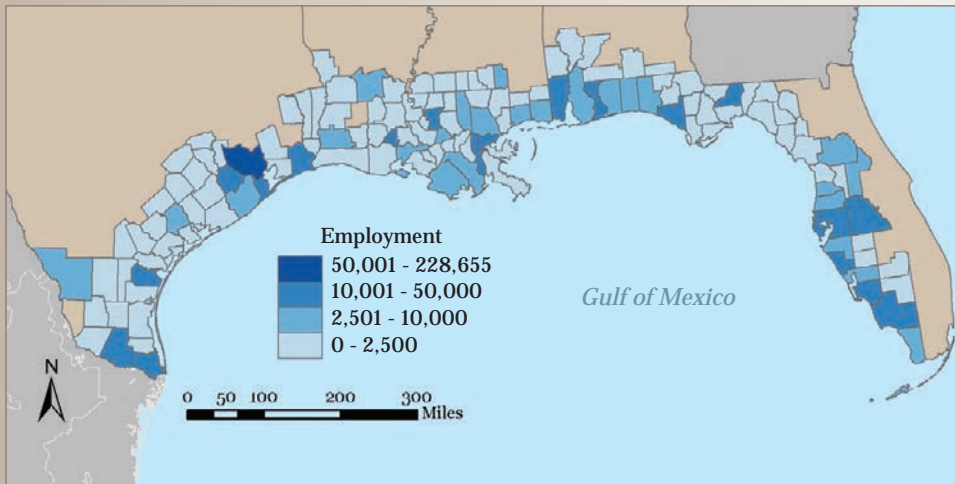 Employment
50,001 - 228,655
10,001 - 50,000
2,501 - 10,000
0 - 2,500
Gulf of Mexico
N
0 50 100 200 300
Miles